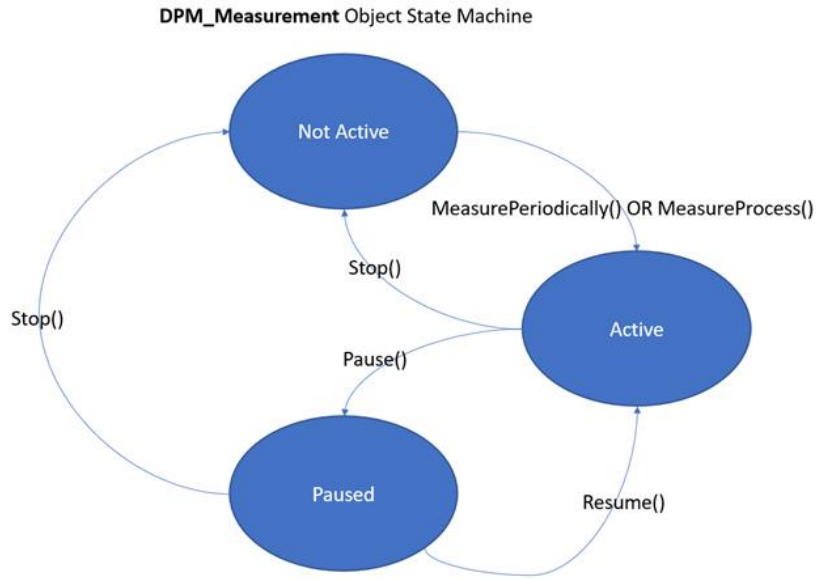 DPM_Measurement Object State Machine
Not Active
MeasurePeriodically() OR MeasureProcess()
Stop()
Stop()
Active
Pause()
Paused
Resume()